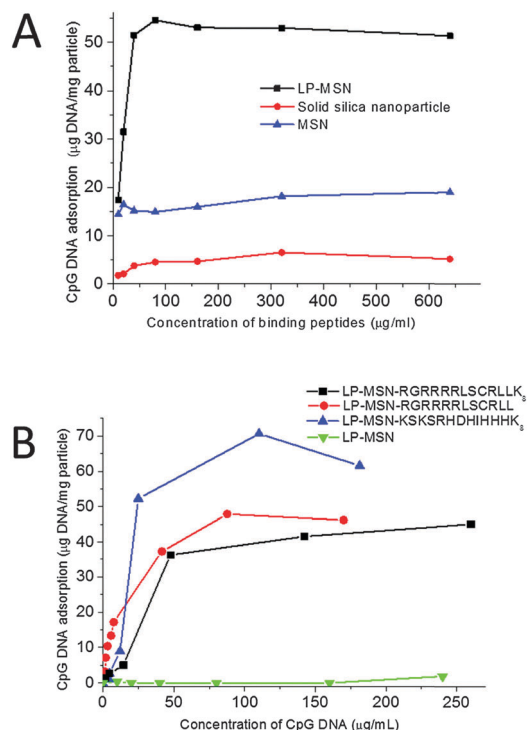 A
CpG DNA adsorption (μg DNA/mg particle)
50
40
30
20
10
0
LP-MSN
Solid silica nanoparticle
MSN
0 100 200 300 400 500 600
Concentration of binding peptides (μg/ml)
B
LP-MSN-RGRRRRLSCRLLK₈
LP-MSN-RGRRRRLSCRLL
LP-MSN-KSKSRHDHIHHHK₈
LP-MSN
CpG DNA adsorption (μg DNA/mg particle)
70
60
50
40
30
20
10
0
0 50 100 150 200 250
Concentration of CpG DNA (μg/mL)